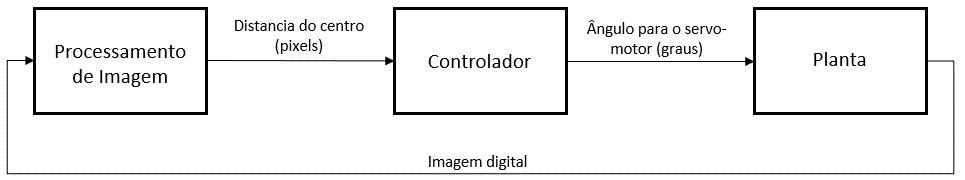 Processamento
de Imagem
Distancia do centro
(pixels)
Controlador
Ângulo para o servo-
motor (graus)
Planta
Imagem digital